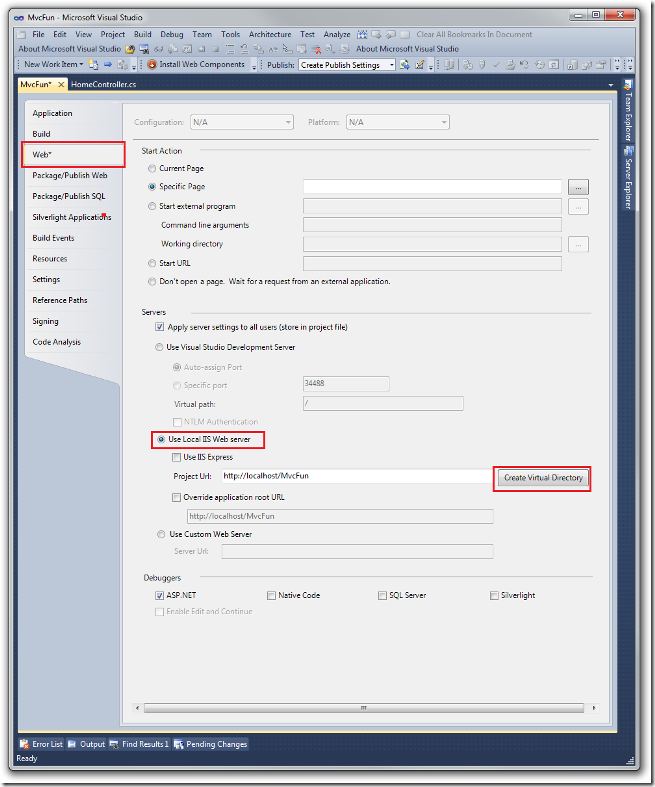 MvcFun - Microsoft Visual Studio
File Edit View Project Build Debug Team Tools Architecture Test Analyze Clear All Bookmarks In Document
About Microsoft Visual Studio About Microsoft Visual Studio
New Work Item Install Web Components Publish: Create Publish Settings
MvcFun* HomeController.cs
Team Explorer
Server Explorer
Application
Build
Web*
Package/Publish Web
Package/Publish SQL
Silverlight Applications
Build Events
Resources
Settings
Reference Paths
Signing
Code Analysis
Configuration: N/A Platform: N/A
Start Action
Current Page
Specific Page ...
Start external program ...
Command line arguments
Working directory ...
Start URL
Don't open a page. Wait for a request from an external application.
Servers
Apply server settings to all users (store in project file)
Use Visual Studio Development Server
Auto-assign Port
Specific port 34488
Virtual path: /
NTLM Authentication
Use Local IIS Web server
Use IIS Express
Project Url: http://localhost/MvcFun Create Virtual Directory
Override application root URL
http://localhost/MvcFun
Use Custom Web Server
Server Url:
Debuggers
ASP.NET Native Code SQL Server Silverlight
Enable Edit and Continue
Error List Output Find Results 1 Pending Changes
Ready